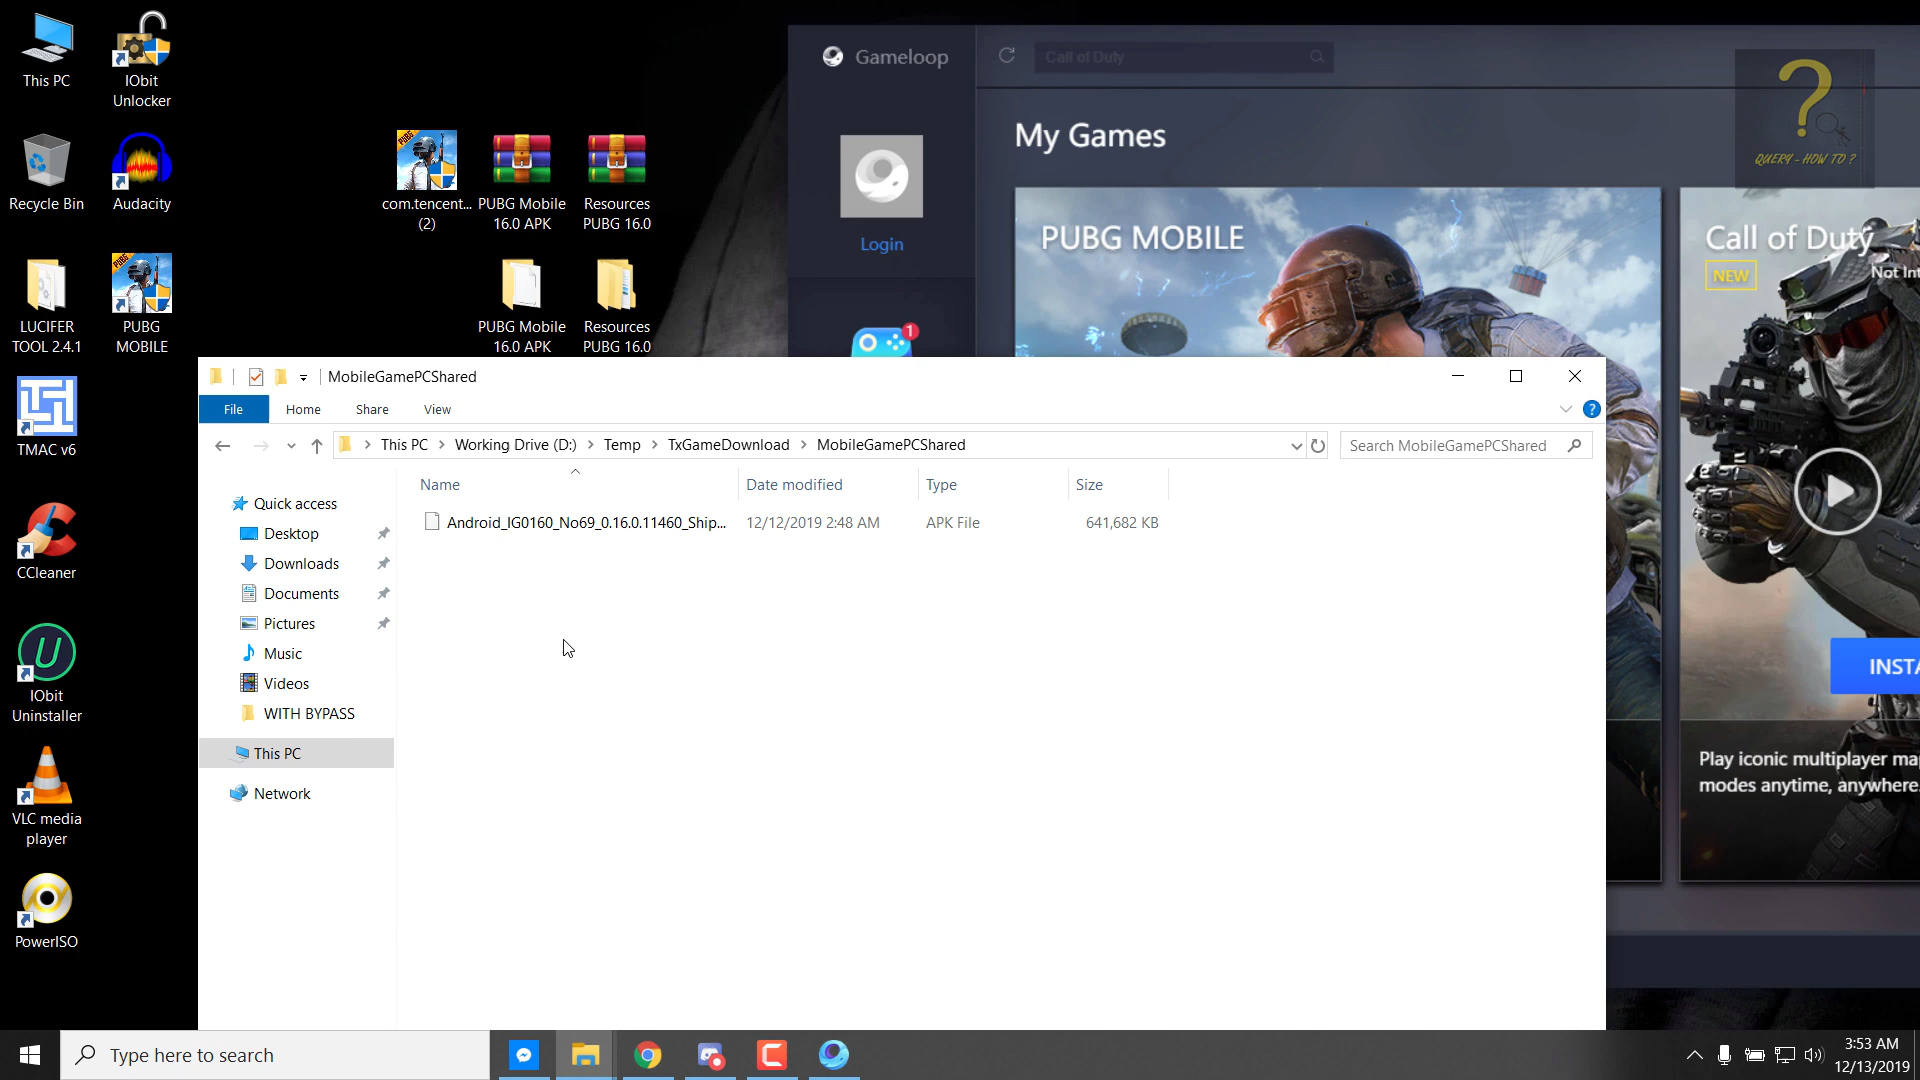 This PC
IObit
Unlocker
Recycle Bin
Audacity
com.tencent...
(2)
PUBG Mobile
16.0 APK
Resources
PUBG 16.0
LUCIFER
TOOL 2.4.1
PUBG
MOBILE
PUBG Mobile
16.0 APK
Resources
PUBG 16.0
TMAC v6
CCleaner
IObit
Uninstaller
VLC media
player
PowerISO
Gameloop
Call of Duty
Login
1
My Games
QUERY - HOW TO ?
PUBG MOBILE
Call of Duty
NEW
Not Int
INSTA
Play iconic multiplayer ma
modes anytime, anywhere.
MobileGamePCShared
File
Home
Share
View
This PC
Working Drive (D:)
Temp
TxGameDownload
MobileGamePCShared
Search MobileGamePCShared
Name
Date modified
Type
Size
Android_IG0160_No69_0.16.0.11460_Ship...
12/12/2019 2:48 AM
APK File
641,682 KB
Quick access
Desktop
Downloads
Documents
Pictures
Music
Videos
WITH BYPASS
This PC
Network
Type here to search
3:53 AM
12/13/2019